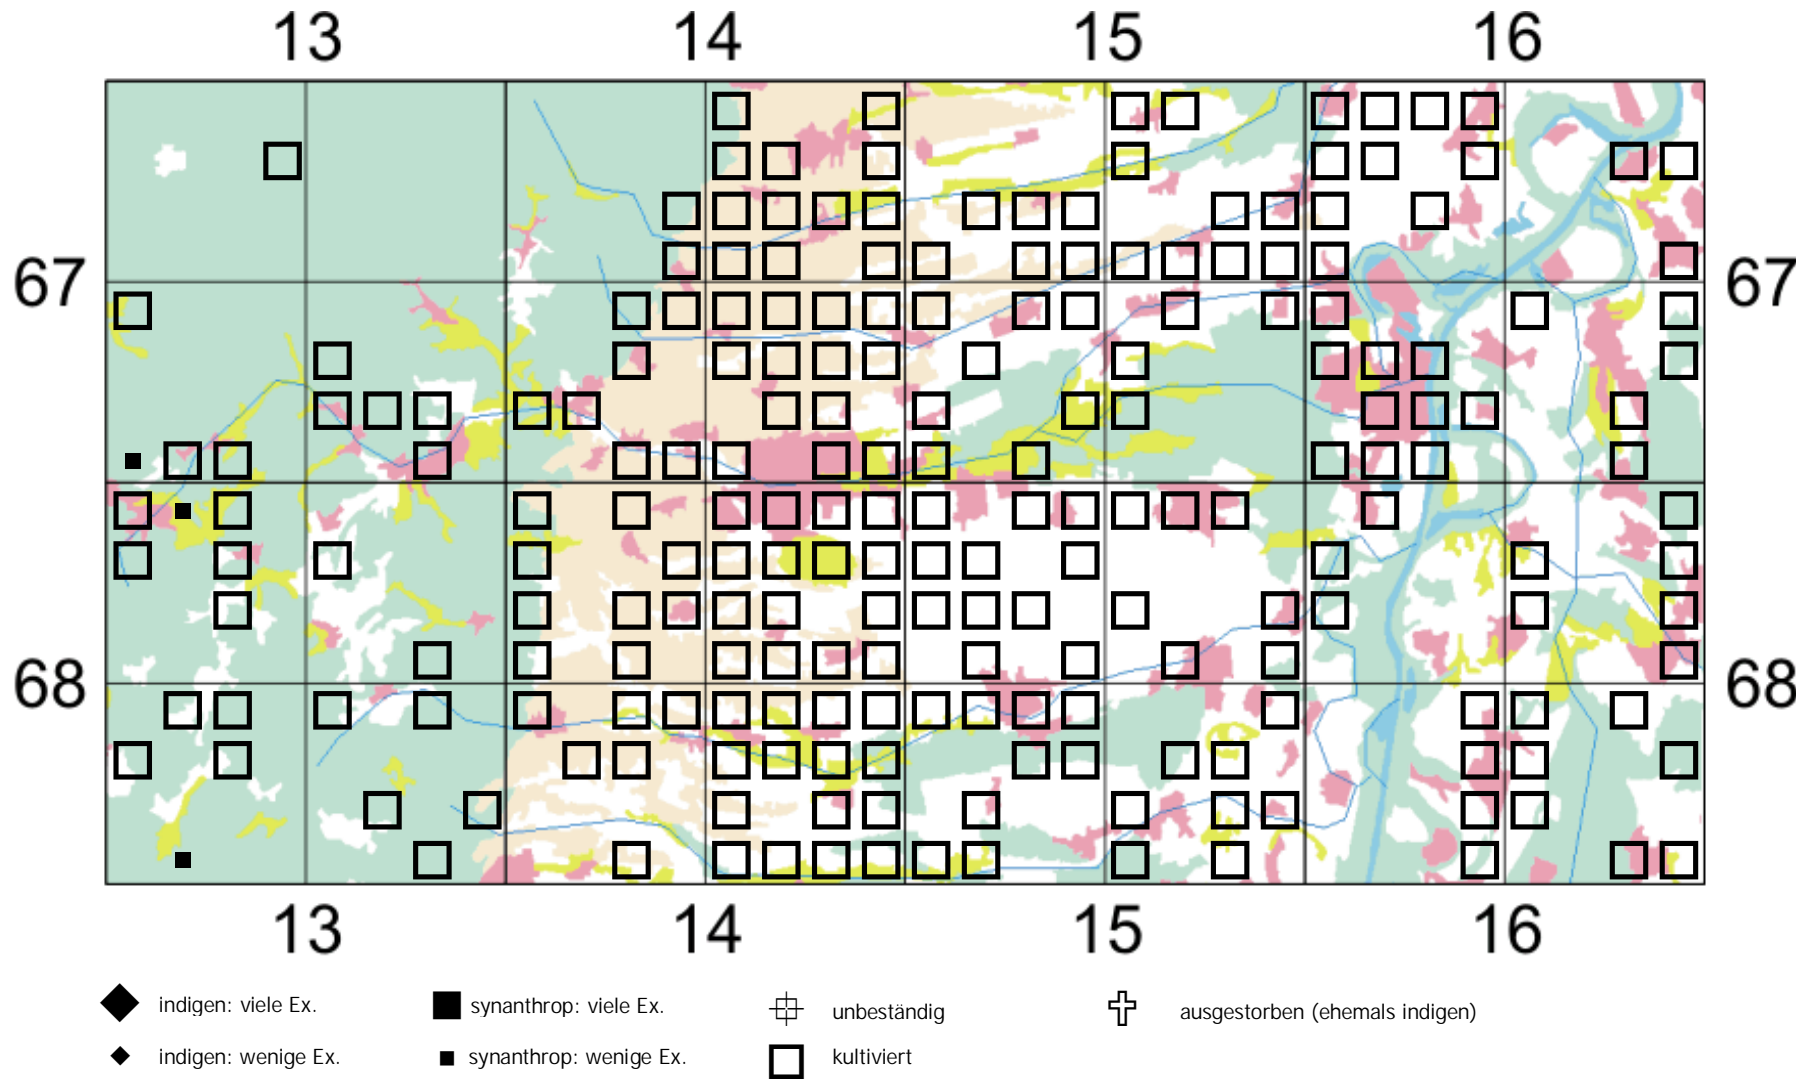 13 14 15 16
67 67
68 68
13 14 15 16
indigen: viele Ex. synanthrop: viele Ex. unbeständig ausgestorben (ehemals indigen)
indigen: wenige Ex. synanthrop: wenige Ex. kultiviert